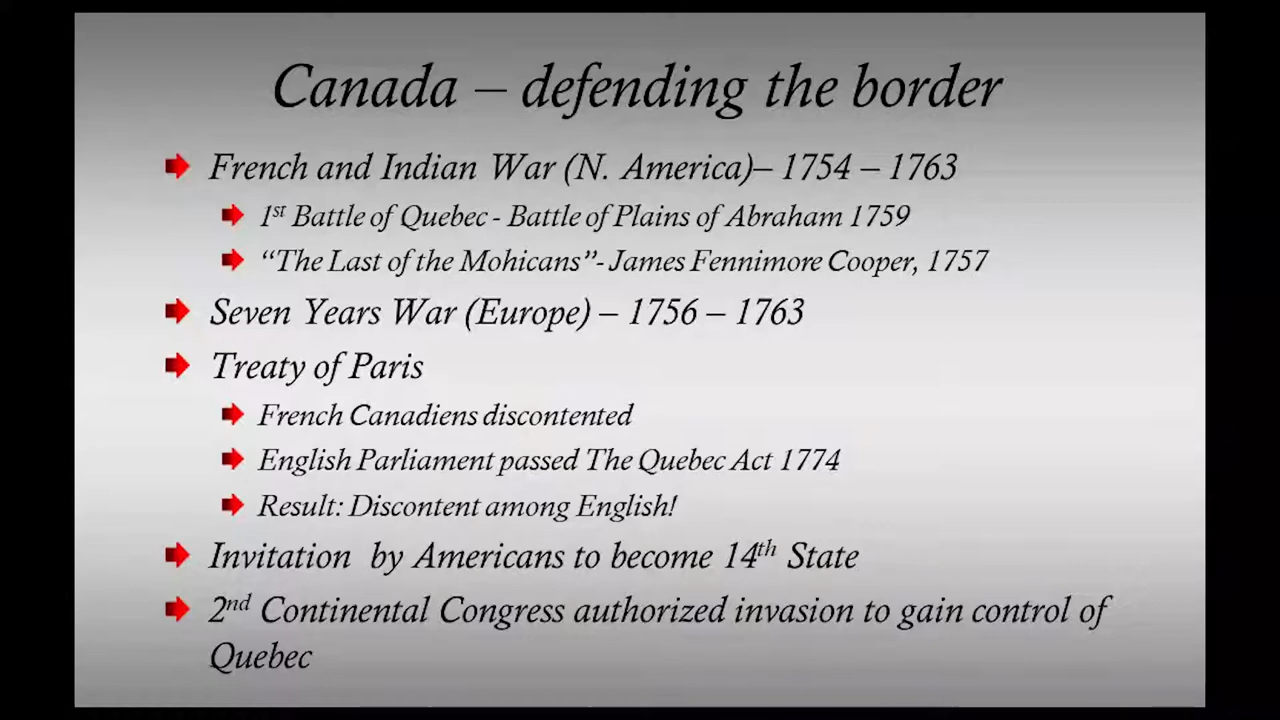 Canada – defending the border
French and Indian War (N. America)– 1754 – 1763
1st Battle of Quebec - Battle of Plains of Abraham 1759
“The Last of the Mohicans”- James Fennimore Cooper, 1757
Seven Years War (Europe) – 1756 – 1763
Treaty of Paris
French Canadiens discontented
English Parliament passed The Quebec Act 1774
Result: Discontent among English!
Invitation by Americans to become 14th State
2nd Continental Congress authorized invasion to gain control of
Quebec